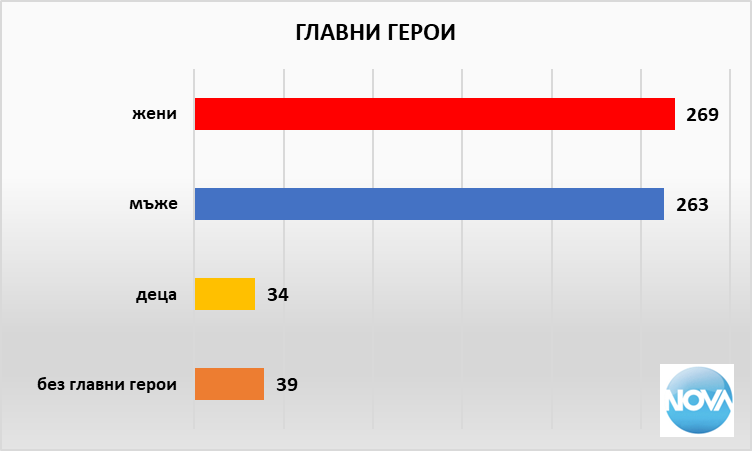 ГЛАВНИ ГЕРОИ
жени 269
мъже 263
деца 34
без главни герои 39
NOVA